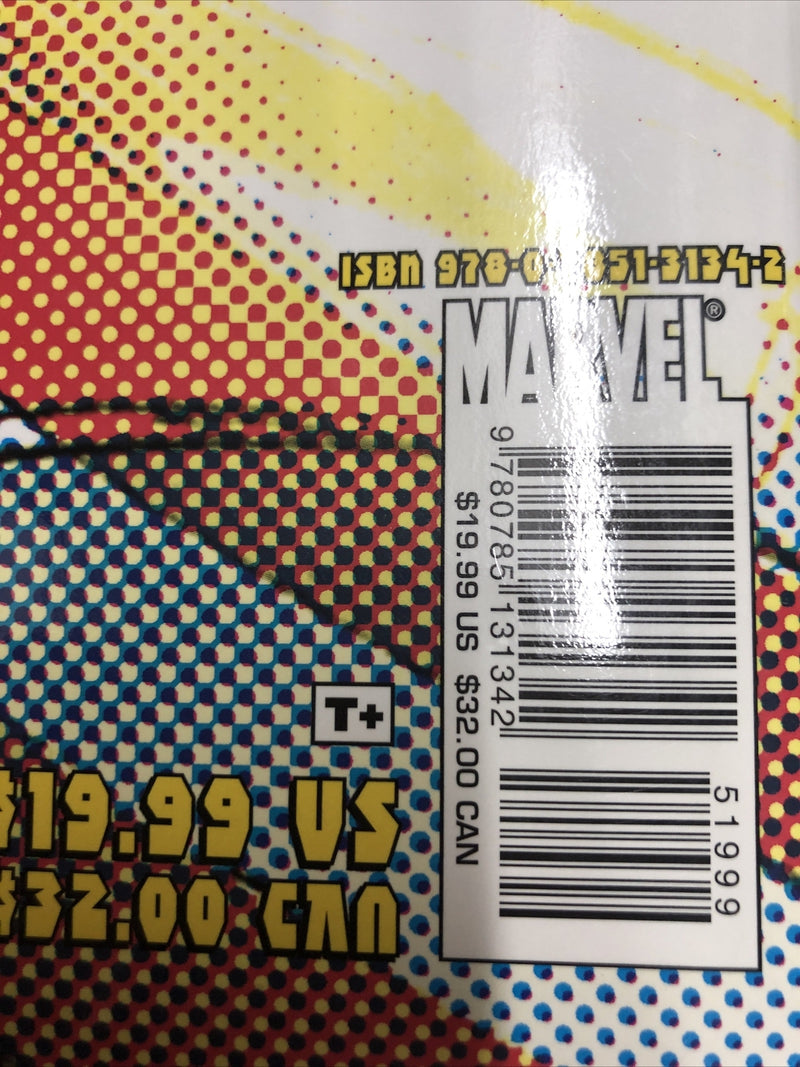 ISBN 978-0- 851-3134-2
MARVEL®
9 780785 131342
$19.99 US $32.00 CAN
51999
T+
$19.99 US
$32.00 CAN